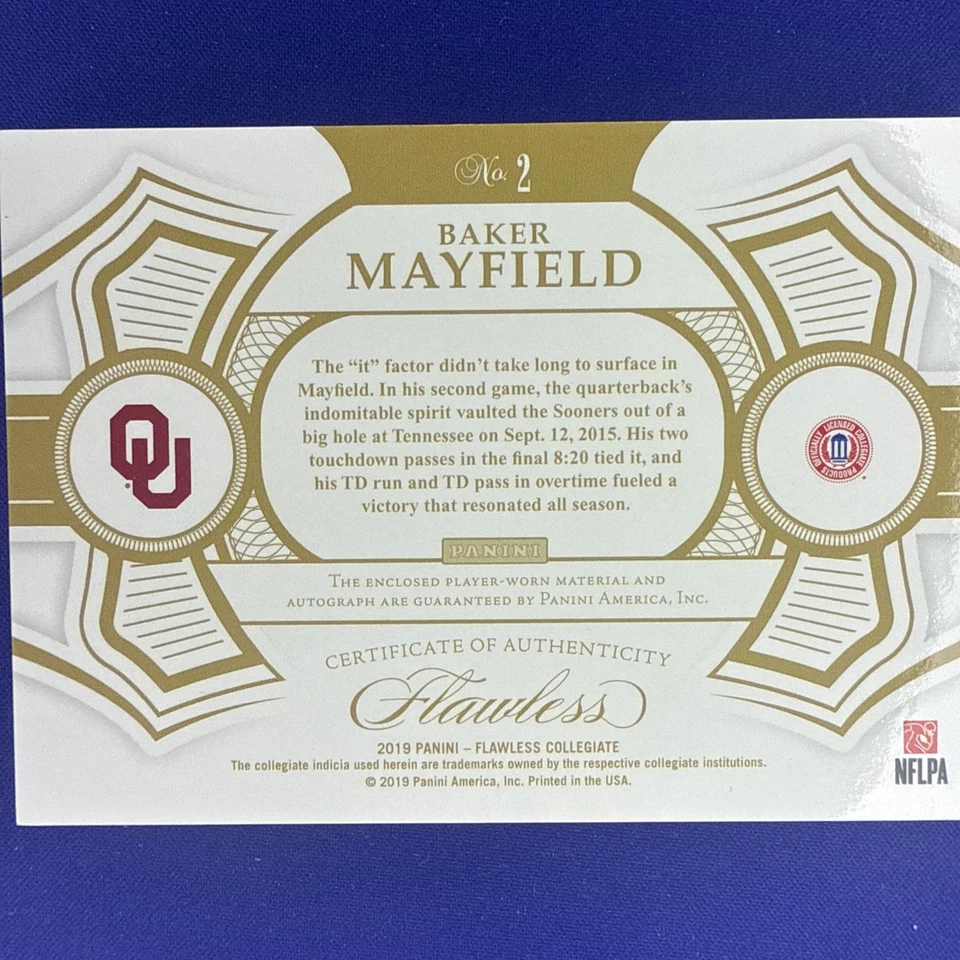 No. 2
BAKER
MAYFIELD
The “it” factor didn’t take long to surface in
Mayfield. In his second game, the quarterback’s
indomitable spirit vaulted the Sooners out of a
big hole at Tennessee on Sept. 12, 2015. His two
touchdown passes in the final 8:20 tied it, and
his TD run and TD pass in overtime fueled a
victory that resonated all season.
OU
OFFICIALLY LICENSED COLLEGIATE PRODUCTS
PANINI
THE ENCLOSED PLAYER-WORN MATERIAL AND
AUTOGRAPH ARE GUARANTEED BY PANINI AMERICA, INC.
CERTIFICATE OF AUTHENTICITY
Flawless
2019 PANINI – FLAWLESS COLLEGIATE
The collegiate indicia used herein are trademarks owned by the respective collegiate institutions.
© 2019 Panini America, Inc. Printed in the USA.
NFLPA